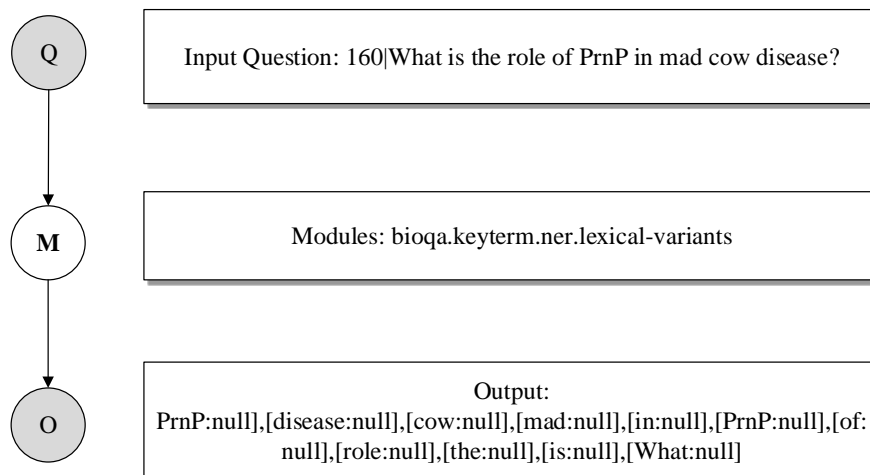 Q
Input Question: 160|What is the role of PrnP in mad cow disease?
M
Modules: bioqa.keyterm.ner.lexical-variants
O
Output:
PrnP:null],[disease:null],[cow:null],[mad:null],[in:null],[PrnP:null],[of:
null],[role:null],[the:null],[is:null],[What:null]